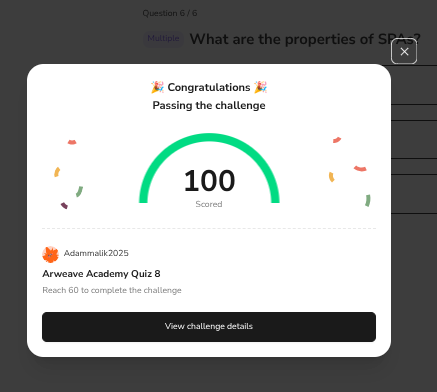 Question 6 / 6
Multiple What are the properties of SPAs?
🎉 Congratulations 🎉
Passing the challenge
100
Scored
Adammalik2025
Arweave Academy Quiz 8
Reach 60 to complete the challenge
View challenge details